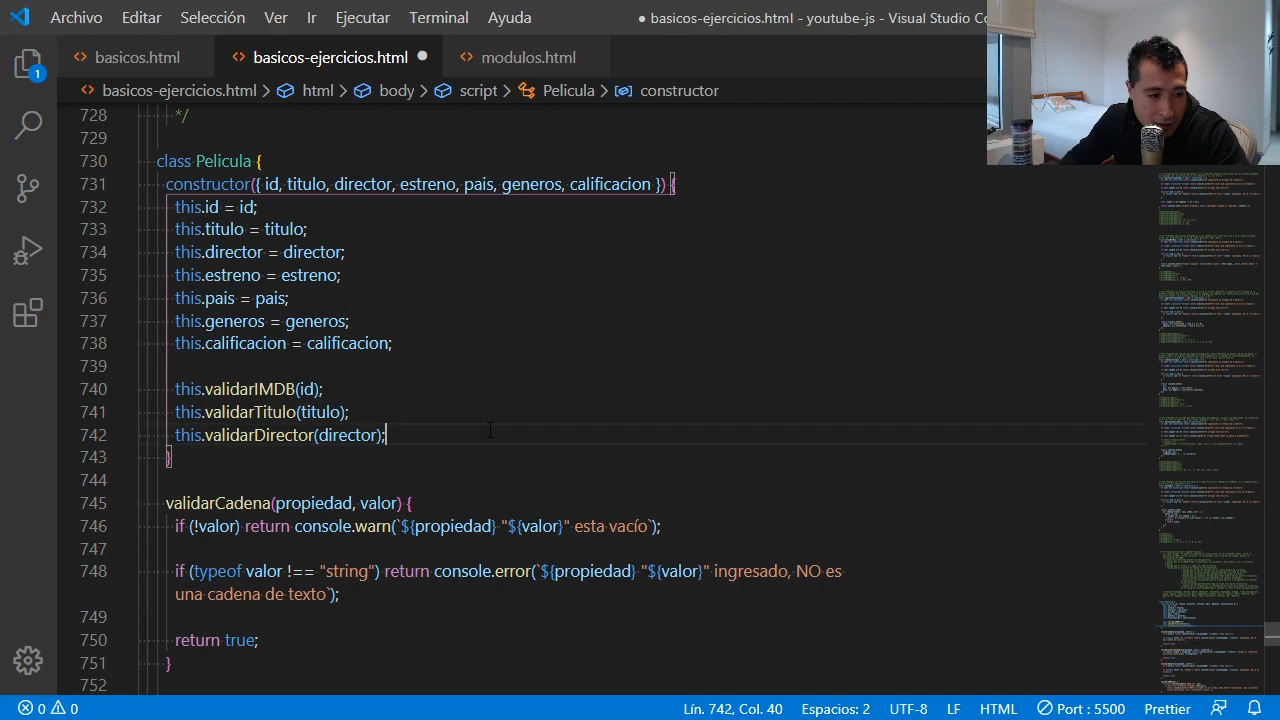 Archivo Editar Selección Ver Ir Ejecutar Terminal Ayuda ● basicos-ejercicios.html - youtube-js - Visual Studio Co
basicos.html basicos-ejercicios.html modulos.html
basicos-ejercicios.html > html > body > script > Pelicula > constructor
1
728 */
729
730 class Pelicula {
731 constructor({ id, titulo, director, estreno, pais, generos, calificacion }) {
732 this.id = id;
733 this.titulo = titulo;
734 this.director = director;
735 this.estreno = estreno;
736 this.pais = pais;
737 this.generos = generos;
738 this.calificacion = calificacion;
739
740 this.validarIMDB(id);
741 this.validarTitulo(titulo);
742 this.validarDirector(director);
743 }
744
745 validarCadena(propiedad, valor) {
746 if (!valor) return console.warn(`${propiedad} "${valor}" esta vacío`);
747
748 if (typeof valor !== "string") return console.error(`${propiedad} "${valor}" ingresado, NO es
una cadena de texto`);
749
750 return true;
751 }
752
0 0 Lín. 742, Col. 40 Espacios: 2 UTF-8 LF HTML Port : 5500 Prettier